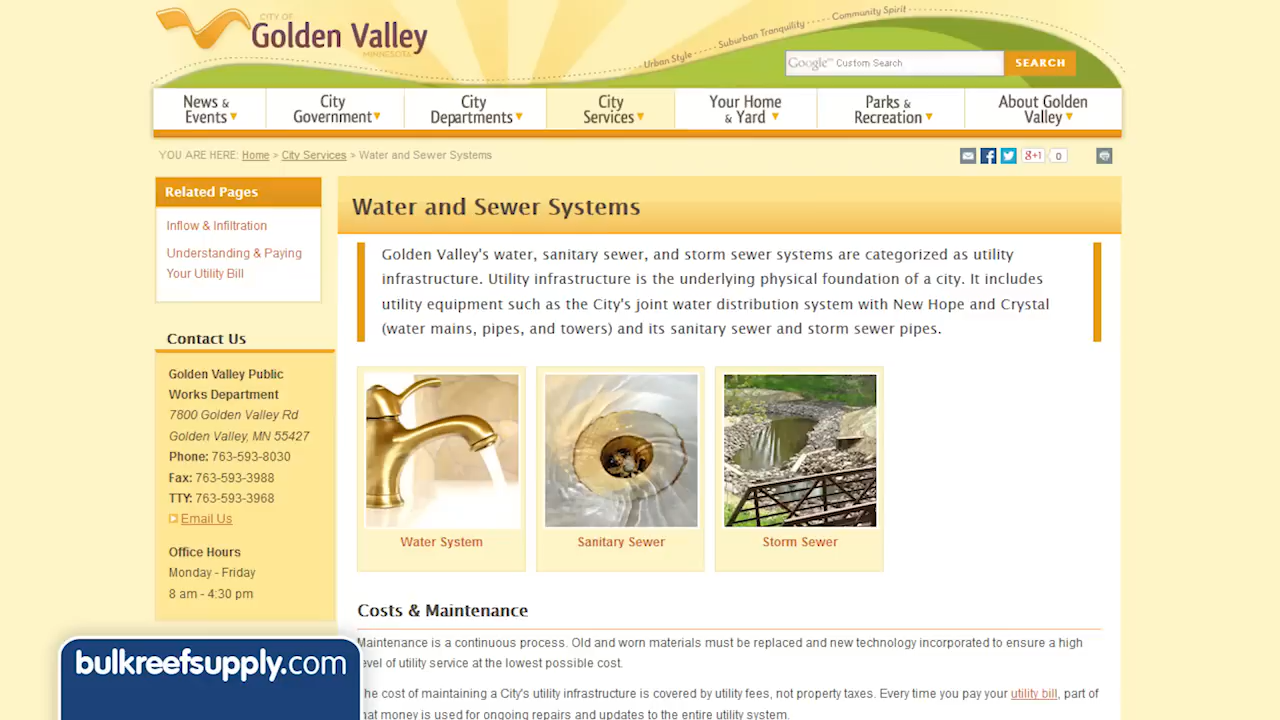 CITY OF
Golden Valley
MINNESOTA
Urban Style
Suburban Tranquility
Community Spirit
Google™ Custom Search
SEARCH
News & Events
City Government
City Departments
City Services
Your Home & Yard
Parks & Recreation
About Golden Valley
YOU ARE HERE: Home > City Services > Water and Sewer Systems
g+1
0
Related Pages
Inflow & Infiltration
Understanding & Paying
Your Utility Bill
Contact Us
Golden Valley Public
Works Department
7800 Golden Valley Rd
Golden Valley, MN 55427
Phone: 763-593-8030
Fax: 763-593-3988
TTY: 763-593-3968
Email Us
Office Hours
Monday - Friday
8 am - 4:30 pm
Water and Sewer Systems
Golden Valley's water, sanitary sewer, and storm sewer systems are categorized as utility
infrastructure. Utility infrastructure is the underlying physical foundation of a city. It includes
utility equipment such as the City's joint water distribution system with New Hope and Crystal
(water mains, pipes, and towers) and its sanitary sewer and storm sewer pipes.
Water System
Sanitary Sewer
Storm Sewer
Costs & Maintenance
Maintenance is a continuous process. Old and worn materials must be replaced and new technology incorporated to ensure a high
level of utility service at the lowest possible cost.
The cost of maintaining a City's utility infrastructure is covered by utility fees, not property taxes. Every time you pay your utility bill, part of
that money is used for ongoing repairs and updates to the entire utility system.
bulkreefsupply.com